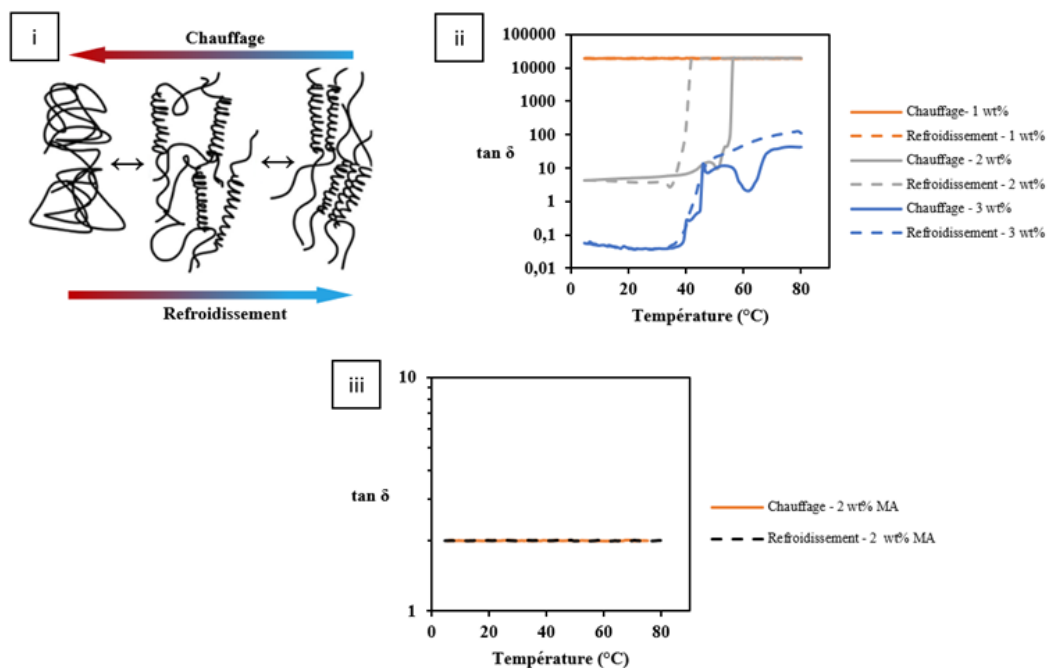 i
Chauffage
Refroidissement
ii
100000
10000
1000
100
10
1
0,1
0,01
tan δ
0
20
40
60
80
Température (°C)
Chauffage- 1 wt%
Refroidissement - 1 wt%
Chauffage - 2 wt%
Refroidissement - 2 wt%
Chauffage - 3 wt%
Refroidissement - 3 wt%
iii
10
1
tan δ
0
20
40
60
80
Température (°C)
Chauffage - 2 wt% MA
Refroidissement - 2 wt% MA